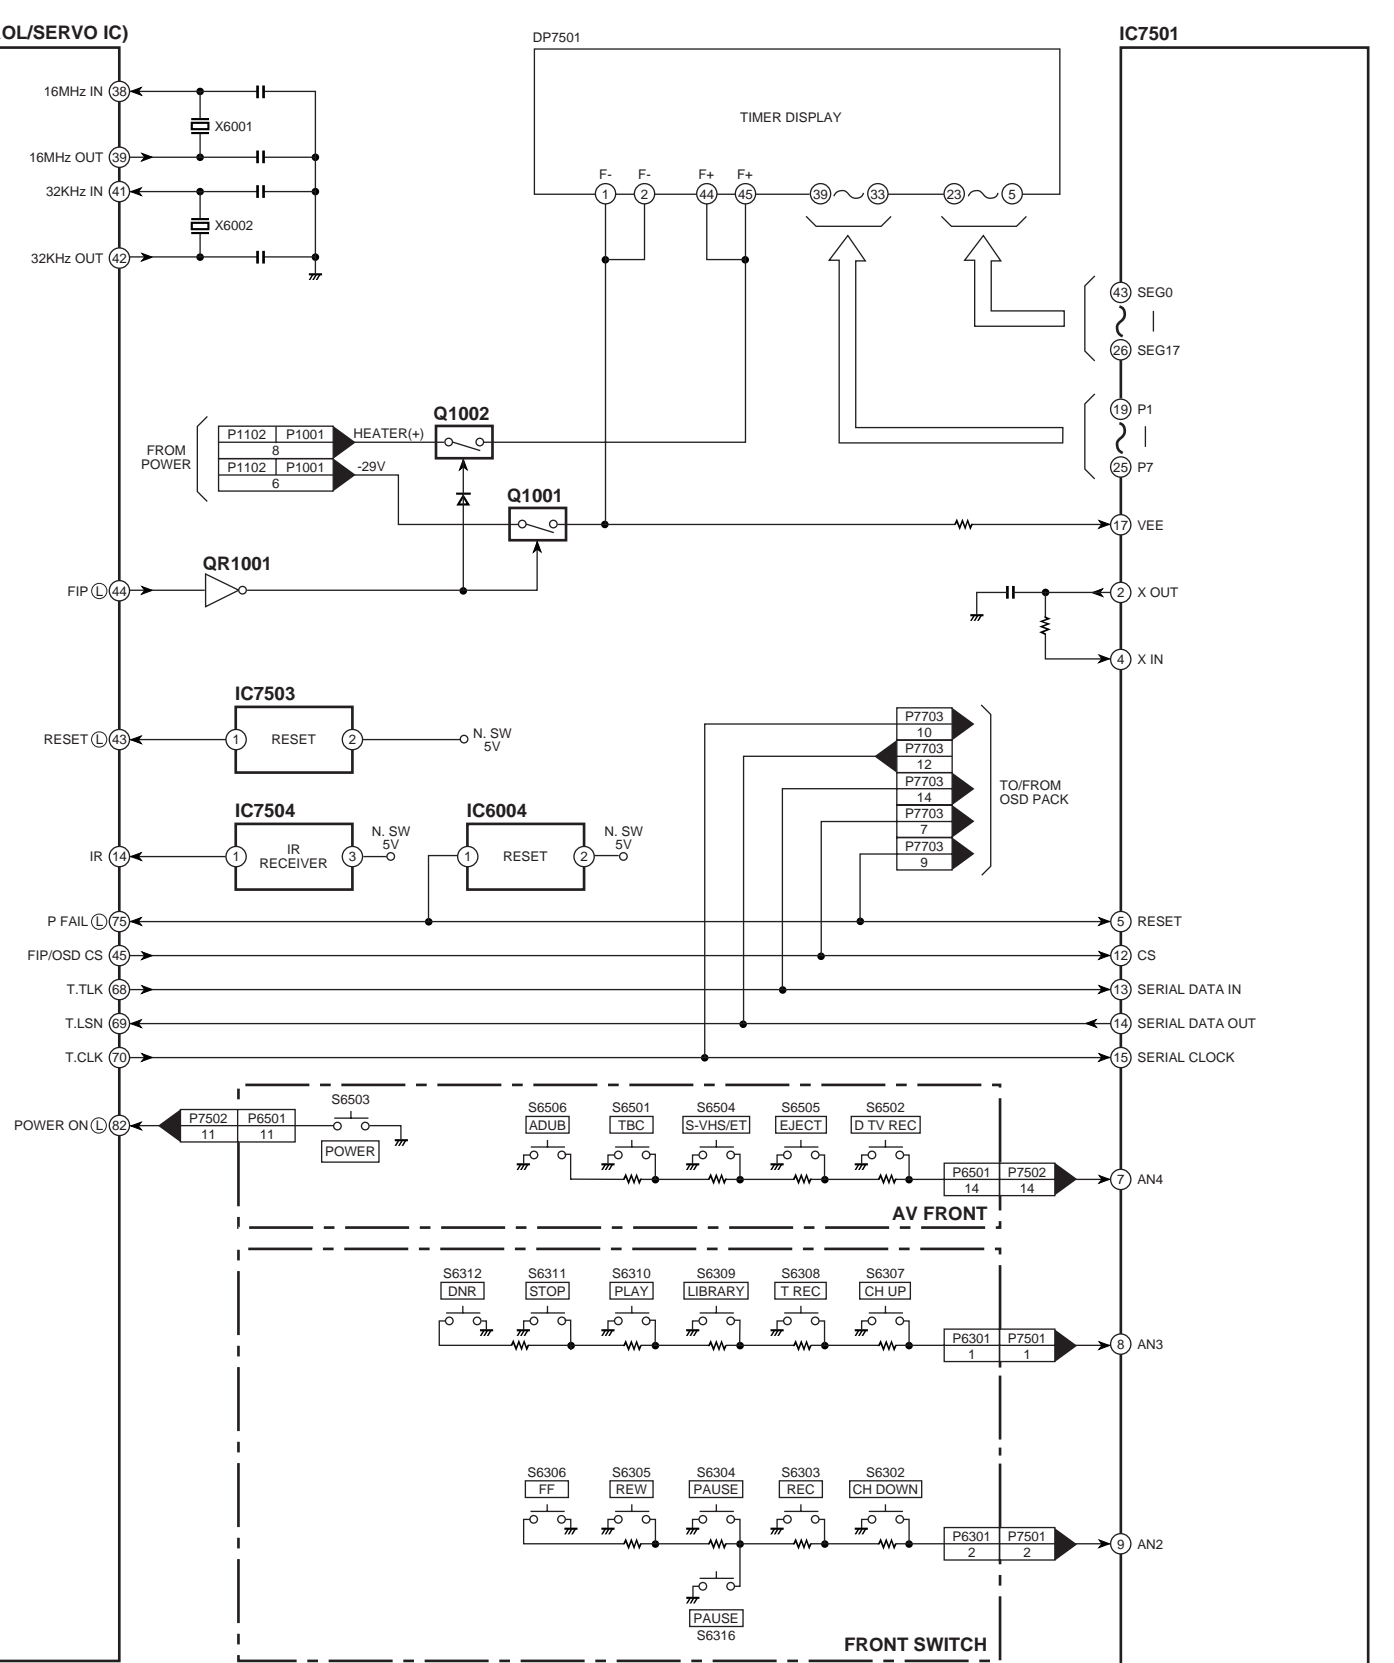 OL/SERVO IC)
IC7501
DP7501
TIMER DISPLAY
F- F- F+ F+
1 2 44 45 39 33 23 5
16MHz IN 38
X6001
16MHz OUT 39
32KHz IN 41
X6002
32KHz OUT 42
43 SEG0
26 SEG17
19 P1
25 P7
FROM
POWER
P1102 P1001
8
HEATER(+)
P1102 P1001
6
-29V
Q1002
Q1001
17 VEE
QR1001
FIP L 44
2 X OUT
4 X IN
IC7503
RESET L 43
1 RESET 2
N. SW
5V
IC7504
IR 14
1 IR
RECEIVER 3
N. SW
5V
IC6004
1 RESET 2
N. SW
5V
P7703
10
P7703
12
P7703
14
P7703
7
P7703
9
TO/FROM
OSD PACK
P FAIL L 75
5 RESET
FIP/OSD CS 45
12 CS
T.TLK 68
13 SERIAL DATA IN
T.LSN 69
14 SERIAL DATA OUT
T.CLK 70
15 SERIAL CLOCK
POWER ON L 82
P7502 P6501
11 11
S6503
POWER
S6506 S6501 S6504 S6505 S6502
ADUB TBC S-VHS/ET EJECT D TV REC
P6501 P7502
14 14
7 AN4
AV FRONT
S6312 S6311 S6310 S6309 S6308 S6307
DNR STOP PLAY LIBRARY T REC CH UP
P6301 P7501
1 1
8 AN3
S6306 S6305 S6304 S6303 S6302
FF REW PAUSE REC CH DOWN
P6301 P7501
2 2
9 AN2
PAUSE
S6316
FRONT SWITCH